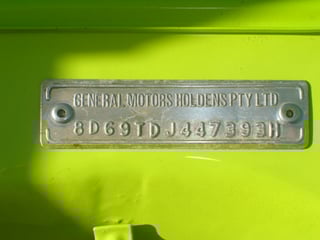 GENERAL MOTORS HOLDENS PTY LTD
8D69TDJ447393H